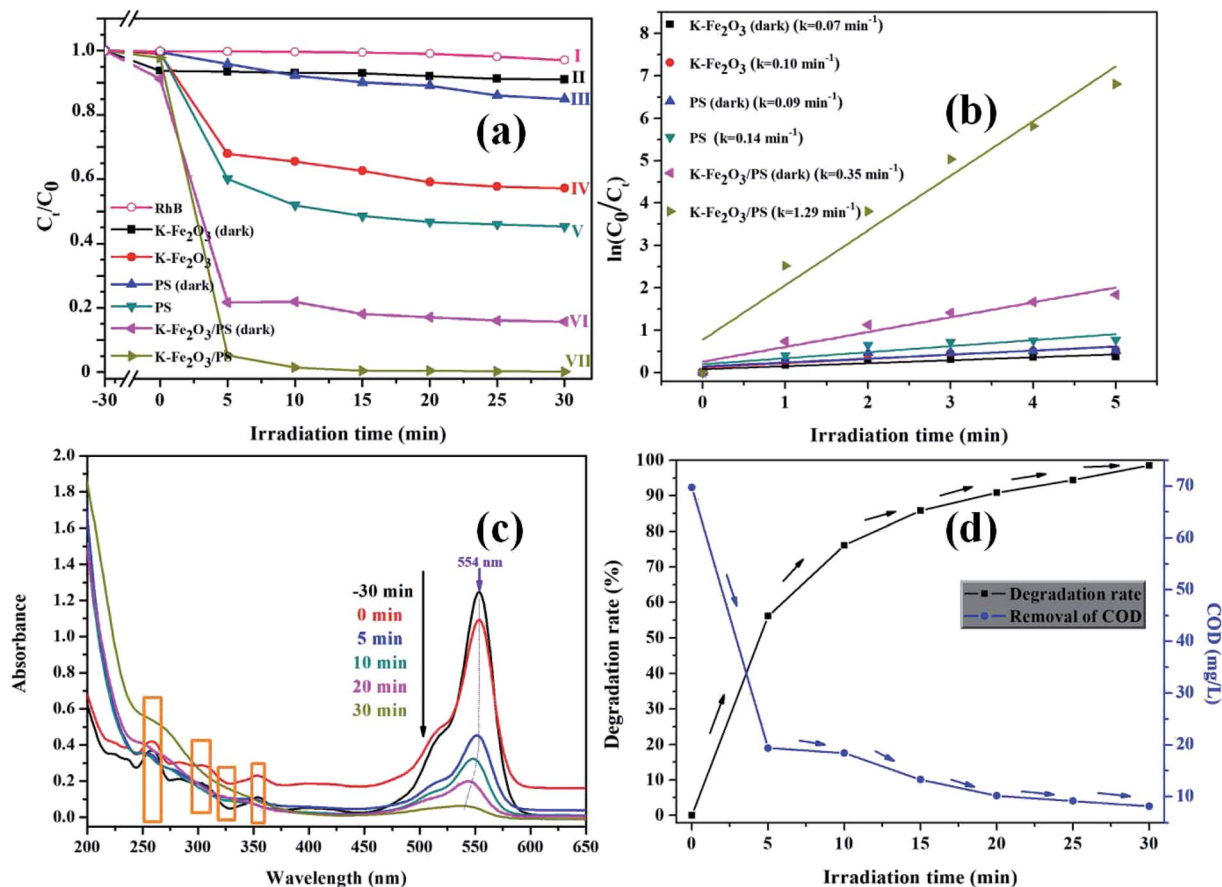 (a)
1.0
0.8
0.6
0.4
0.2
0.0
Cₜ/C₀
I
II
III
IV
V
VI
VII
RhB
K-Fe₂O₃ (dark)
K-Fe₂O₃
PS (dark)
PS
K-Fe₂O₃/PS (dark)
K-Fe₂O₃/PS
-30 0 5 10 15 20 25 30
Irradiation time (min)
(b)
7
6
5
4
3
2
1
0
ln(C₀/Cₜ)
K-Fe₂O₃ (dark) (k=0.07 min⁻¹)
K-Fe₂O₃ (k=0.10 min⁻¹)
PS (dark) (k=0.09 min⁻¹)
PS (k=0.14 min⁻¹)
K-Fe₂O₃/PS (dark) (k=0.35 min⁻¹)
K-Fe₂O₃/PS (k=1.29 min⁻¹)
0 1 2 3 4 5
Irradiation time (min)
(c)
2.0
1.8
1.6
1.4
1.2
1.0
0.8
0.6
0.4
0.2
0.0
Absorbance
554 nm
-30 min
0 min
5 min
10 min
20 min
30 min
200 250 300 350 400 450 500 550 600 650
Wavelength (nm)
(d)
100
90
80
70
60
50
40
30
20
10
0
Degradation rate (%)
Degradation rate
Removal of COD
70
60
50
40
30
20
10
COD (mg/L)
0 5 10 15 20 25 30
Irradiation time (min)